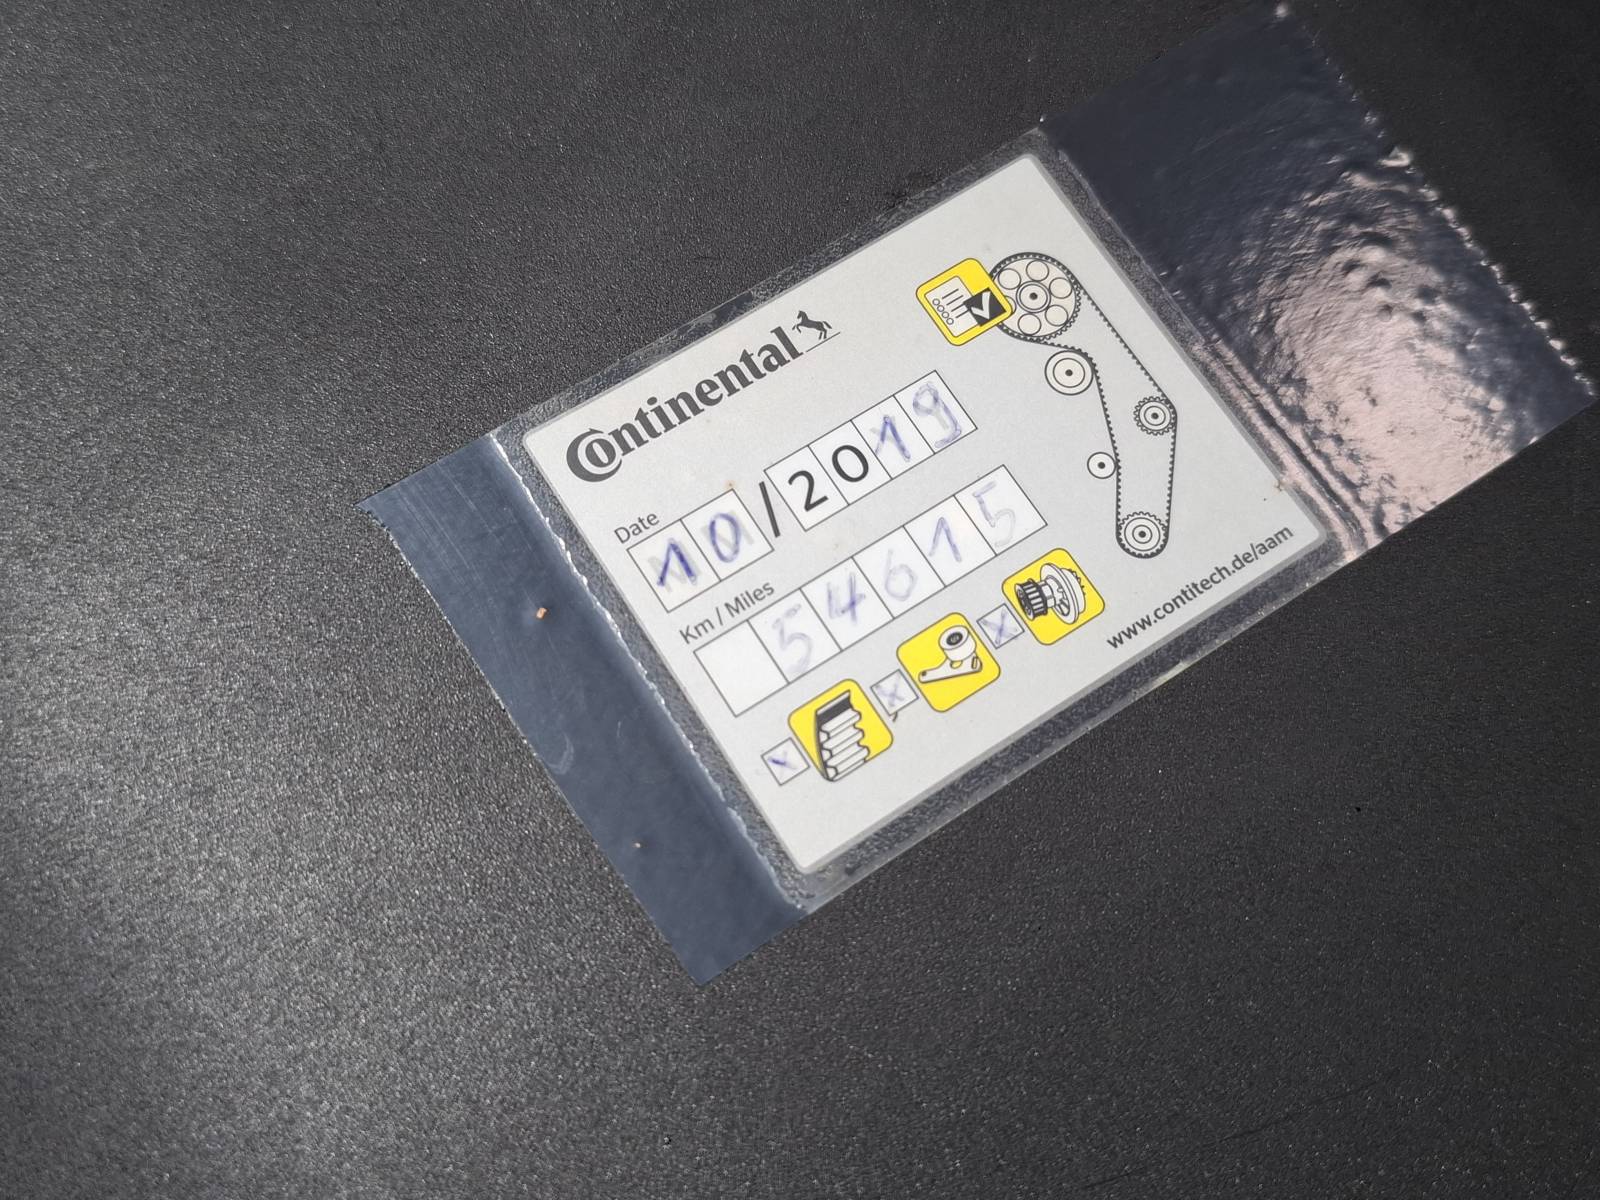 Continental
Date
10/2019
Km / Miles
54615
www.contitech.de/aam